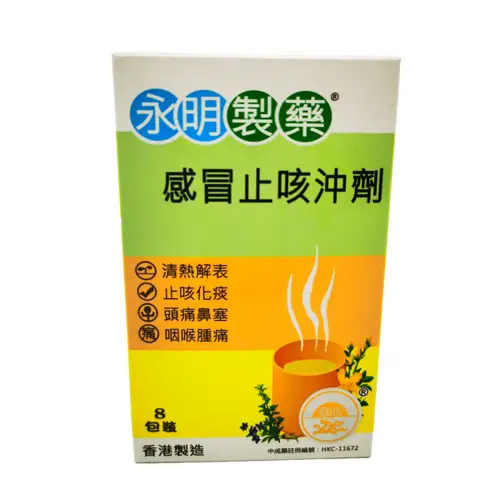 永明製藥®
感冒止咳沖劑
清熱解表
止咳化痰
頭痛鼻塞
痛 咽喉腫痛
8
包裝
®
香港製造
中成藥註冊編號：HKC-11672